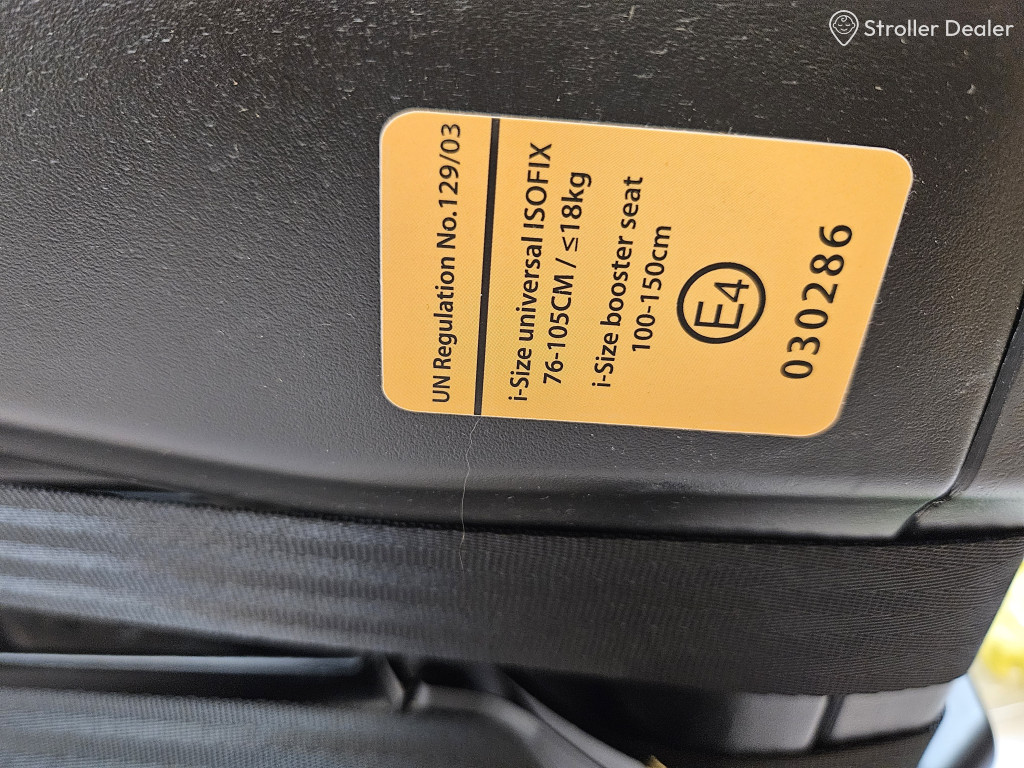 Stroller Dealer
UN Regulation No.129/03
i-Size universal ISOFIX
76-105CM / ≤18kg
i-Size booster seat
100-150cm
E4
030286